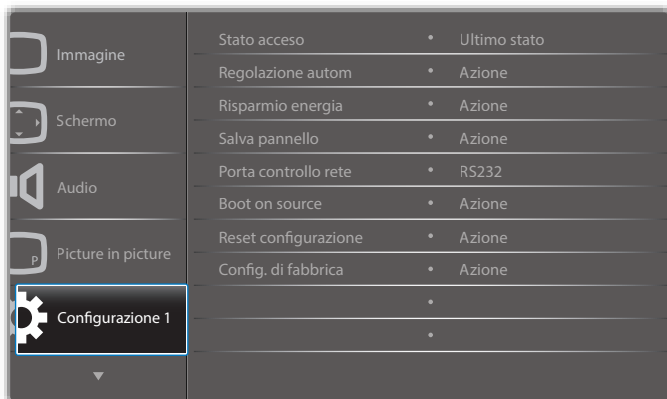 Immagine
Schermo
Audio
P
Picture in picture
Configurazione 1
Stato acceso • Ultimo stato
Regolazione autom • Azione
Risparmio energia • Azione
Salva pannello • Azione
Porta controllo rete • RS232
Boot on source • Azione
Reset configurazione • Azione
Config. di fabbrica • Azione
•
•